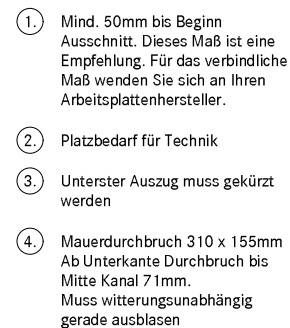 1. Mind. 50mm bis Beginn
Ausschnitt. Dieses Maß ist eine
Empfehlung. Für das verbindliche
Maß wenden Sie sich an Ihren
Arbeitsplattenhersteller.
2. Platzbedarf für Technik
3. Unterster Auszug muss gekürzt
werden
4. Mauerdurchbruch 310 x 155mm
Ab Unterkante Durchbruch bis
Mitte Kanal 71mm.
Muss witterungsunabhängig
gerade ausblasen